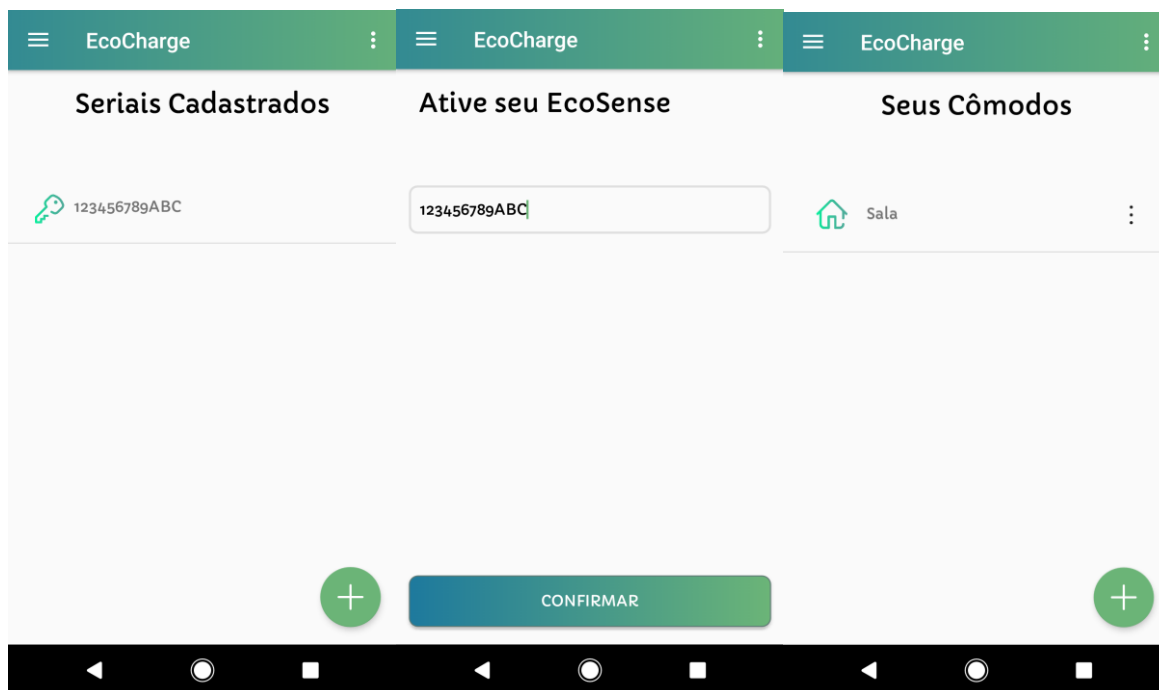 EcoCharge
Seriais Cadastrados
123456789ABC
EcoCharge
Ative seu EcoSense
123456789ABC
CONFIRMAR
EcoCharge
Seus Cômodos
Sala